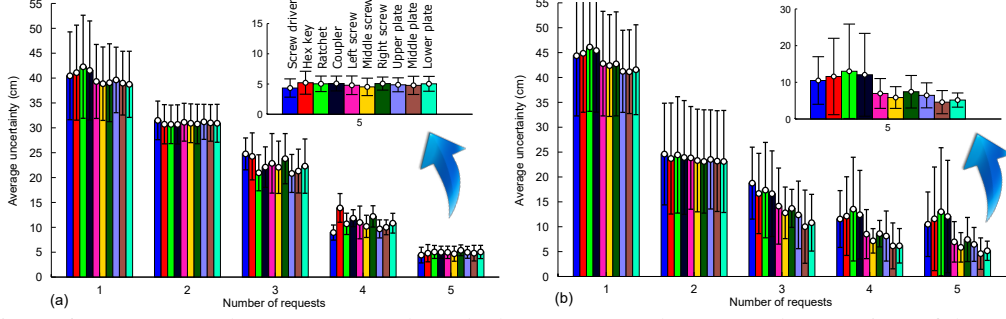 55
50
45
40
35
30
25
20
15
10
5
0
Average uncertainty (cm)
15
10
5
0
Screw driver
Hex key
Ratchet
Coupler
Left screw
Middle screw
Right screw
Upper plate
Middle plate
Lower plate
5
1 2 3 4 5
Number of requests
(a)
55
50
45
40
35
30
25
20
15
10
5
0
Average uncertainty (cm)
30
20
10
0
5
1 2 3 4 5
Number of requests
(b)